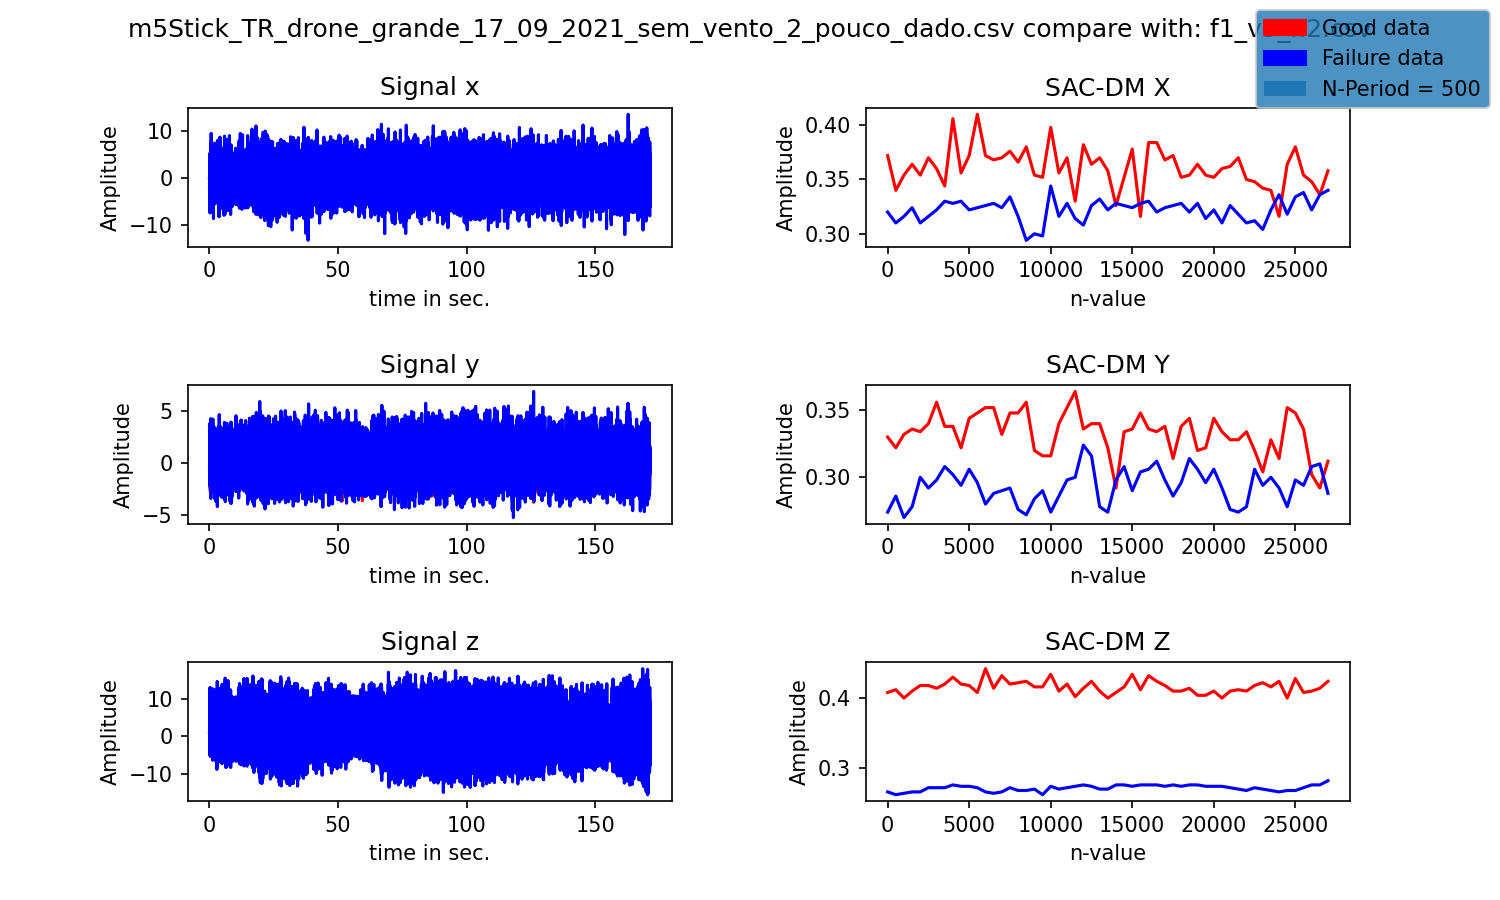 m5Stick_TR_drone_grande_17_09_2021_sem_vento_2_pouco_dado.csv compare with:
Good data
Failure data
N-Period = 500
Signal x
Amplitude
10
0
−10
0 50 100 150
time in sec.
SAC-DM X
Amplitude
0.40
0.35
0.30
0 5000 10000 15000 20000 25000
n-value
Signal y
Amplitude
5
0
−5
0 50 100 150
time in sec.
SAC-DM Y
Amplitude
0.35
0.30
0 5000 10000 15000 20000 25000
n-value
Signal z
Amplitude
10
0
−10
0 50 100 150
time in sec.
SAC-DM Z
Amplitude
0.4
0.3
0 5000 10000 15000 20000 25000
n-value